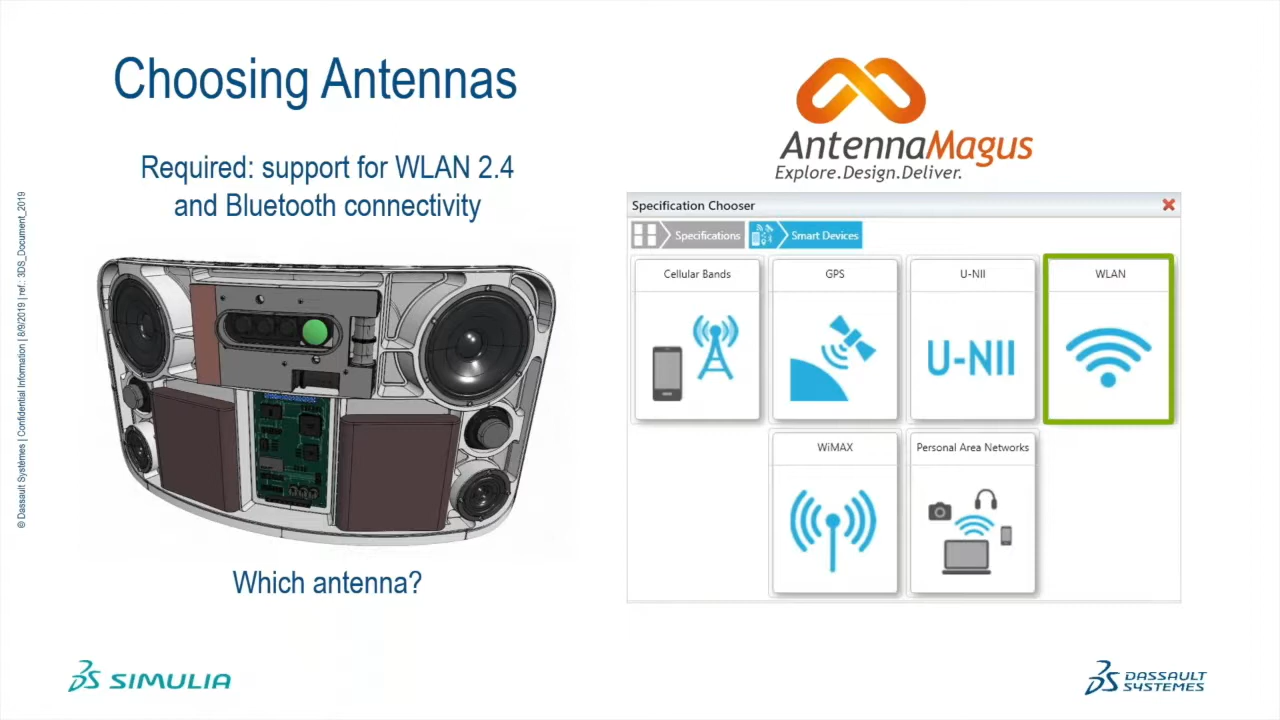 Choosing Antennas
Required: support for WLAN 2.4
and Bluetooth connectivity
Which antenna?
AntennaMagus
Explore.Design.Deliver.
Specification Chooser
Specifications
Smart Devices
Cellular Bands
GPS
U-NII
WLAN
U-NII
WiMAX
Personal Area Networks
© Dassault Systèmes | Confidential Information | 8/9/2019 | ref.: 3DS_Document_2019
SIMULIA
DASSAULT
SYSTEMES